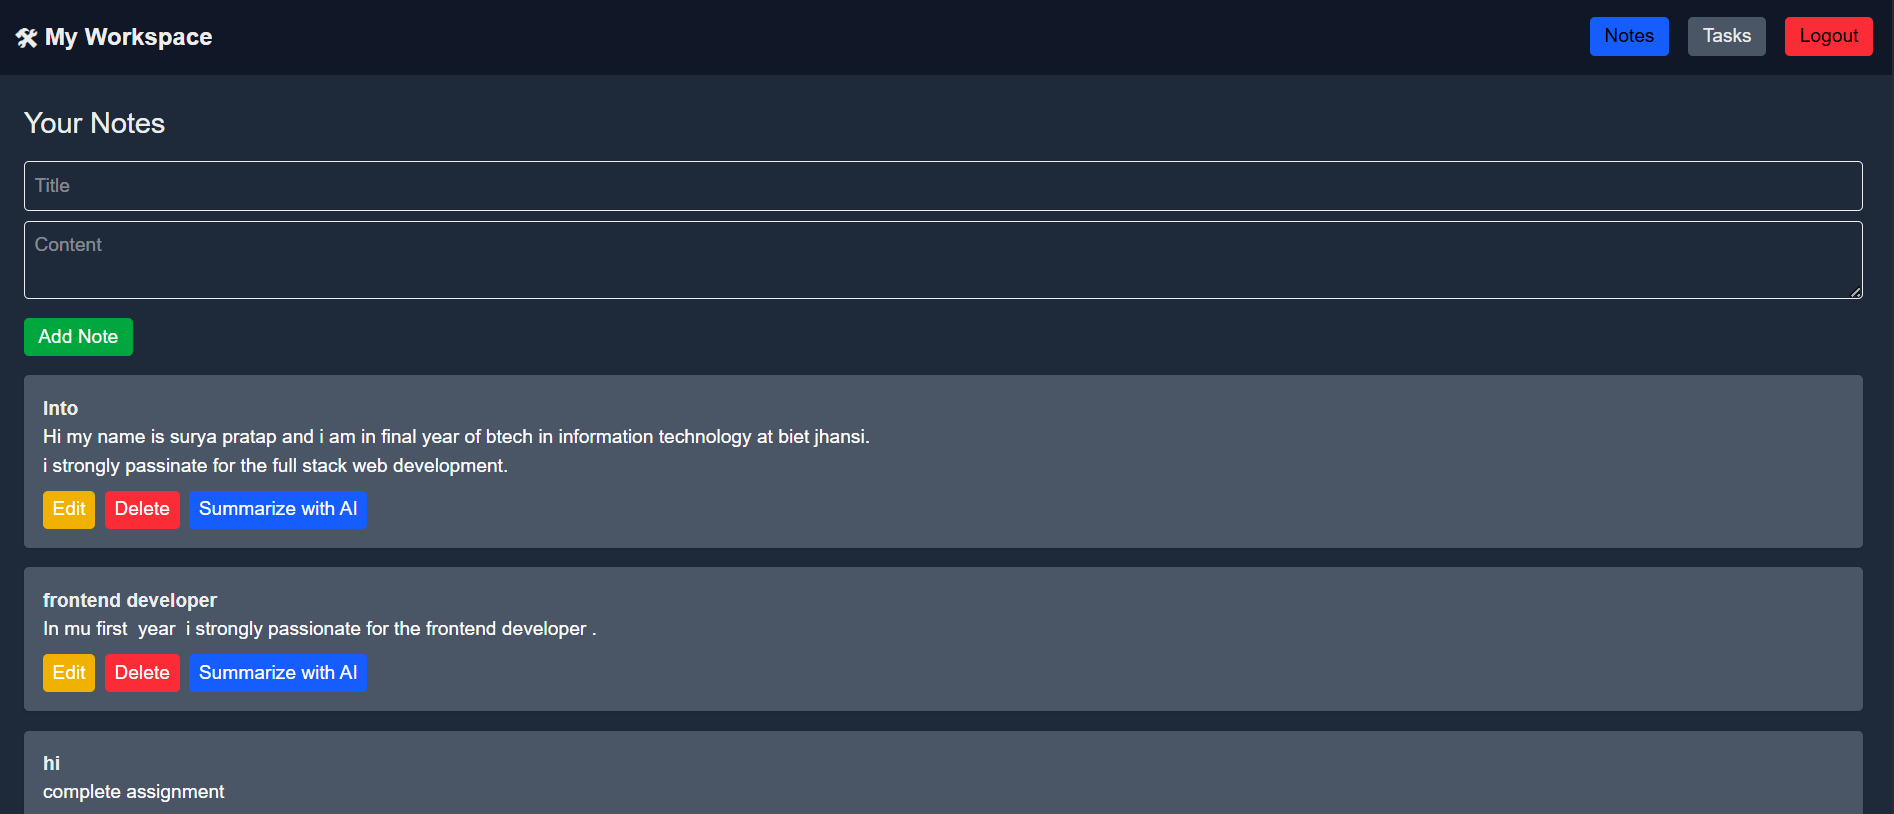 🛠 My Workspace
Notes Tasks Logout
Your Notes
Title
Content
Add Note
Into
Hi my name is surya pratap and i am in final year of btech in information technology at biet jhansi.
i strongly passinate for the full stack web development.
Edit Delete Summarize with AI
frontend developer
In mu first  year  i strongly passionate for the frontend developer .
Edit Delete Summarize with AI
hi
complete assignment